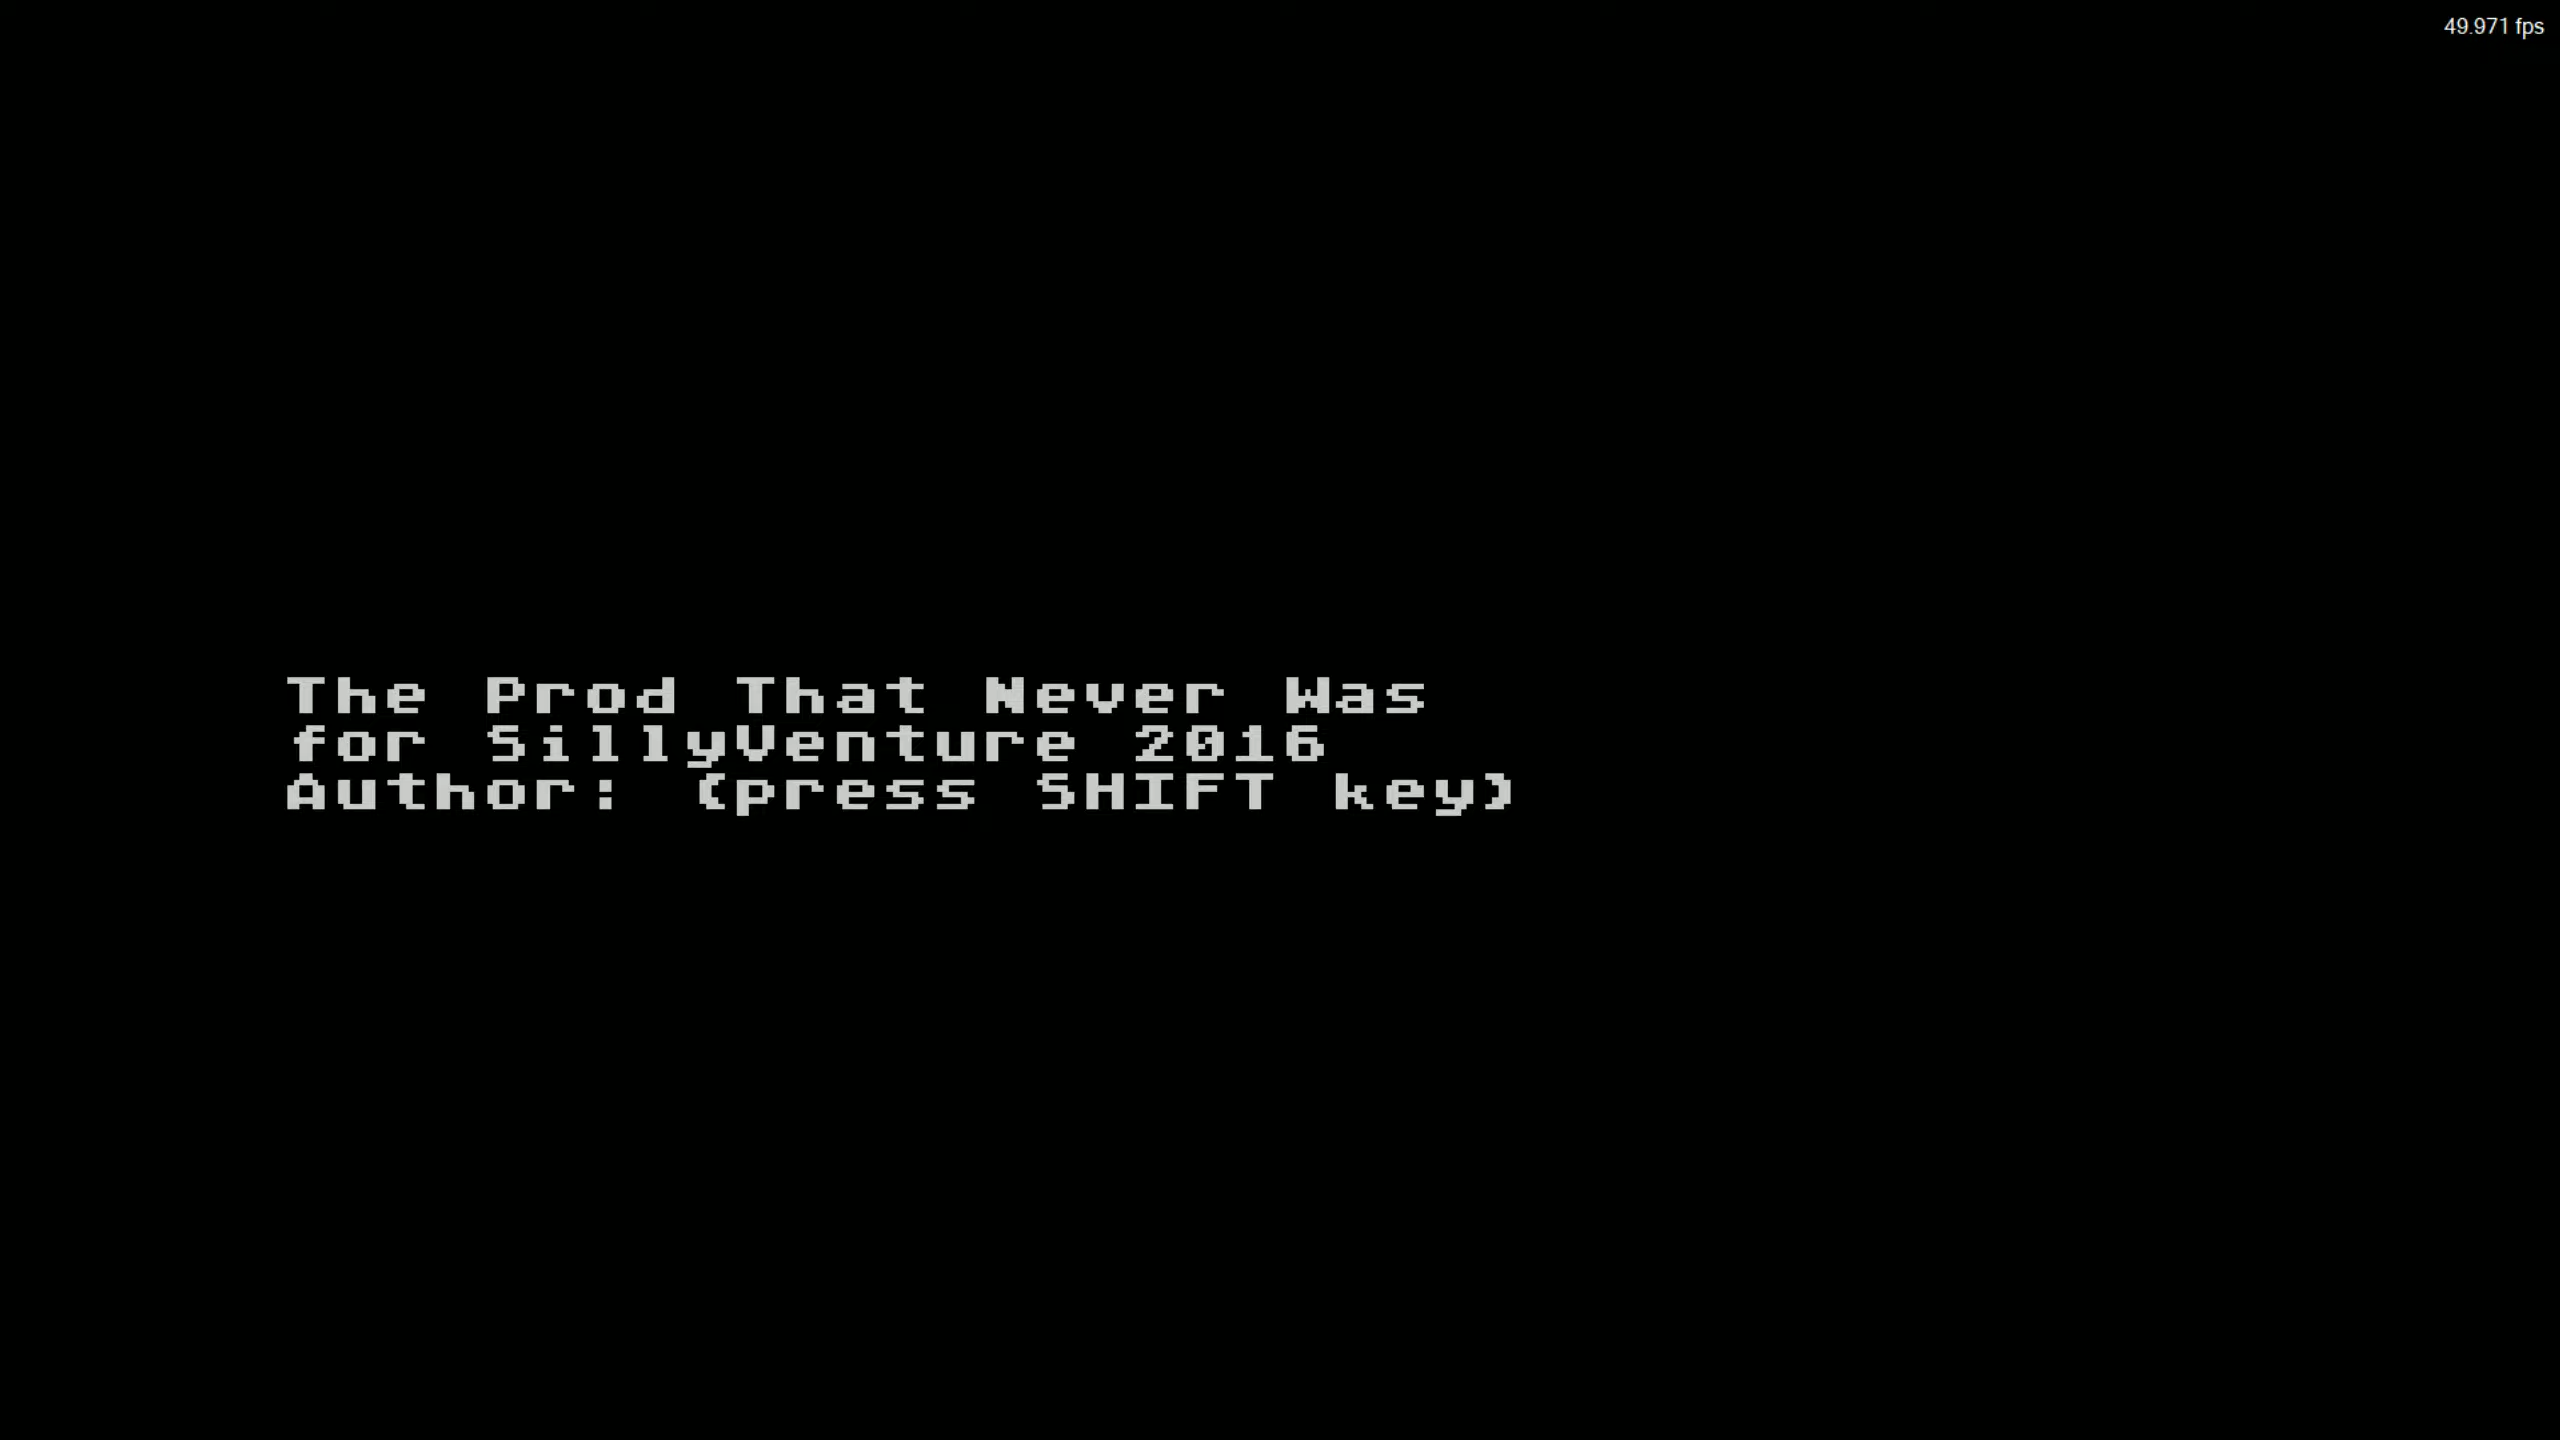 49.971 fps
The Prod That Never Was
for SillyVenture 2016
Author: (press SHIFT key)